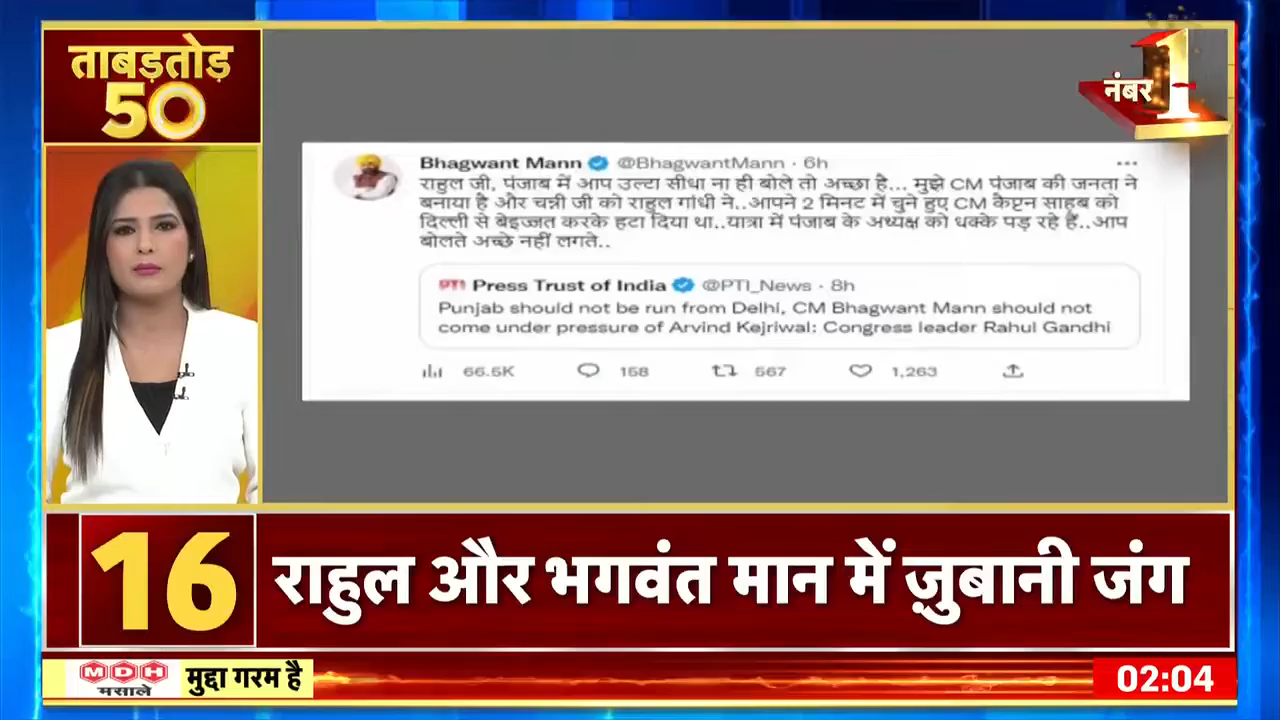 ताबड़तोड़
50
नंबर 1
Bhagwant Mann @BhagwantMann · 6h
राहुल जी, पंजाब में आप उल्टा सीधा ना ही बोले तो अच्छा है... मुझे CM पंजाब की जनता ने
बनाया है और चन्नी जी को राहुल गांधी ने..आपने 2 मिनट में चुने हुए CM कैप्टन साहब को
दिल्ली से बेइज्जत करके हटा दिया था..यात्रा में पंजाब के अध्यक्ष को धक्के पड़ रहे हैं..आप
बोलते अच्छे नहीं लगते..
PTI Press Trust of India @PTI_News · 8h
Punjab should not be run from Delhi, CM Bhagwant Mann should not
come under pressure of Arvind Kejriwal: Congress leader Rahul Gandhi
66.5K 158 567 1,263
16 राहुल और भगवंत मान में ज़ुबानी जंग
MDH
मसाले
मुद्दा गरम है
02:04